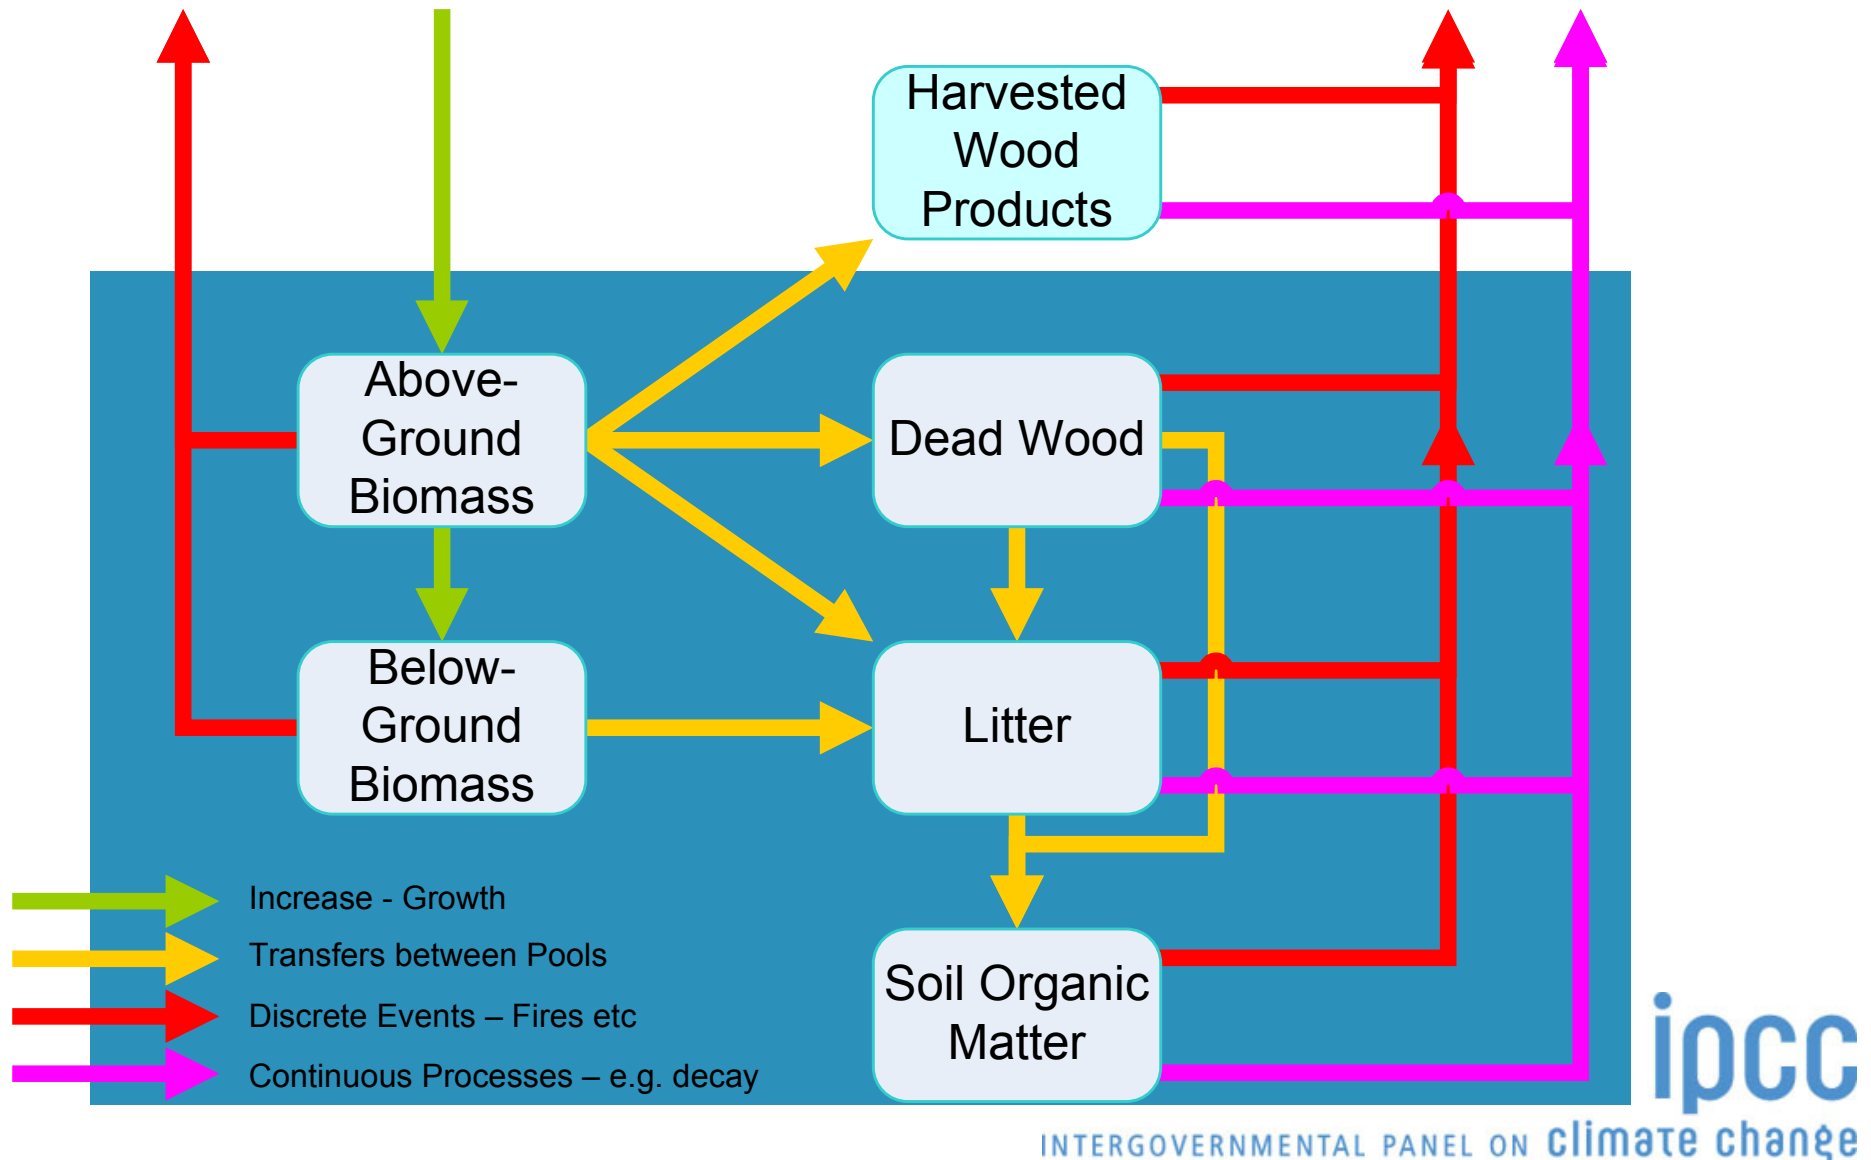 Harvested
Wood
Products
Above-
Ground
Biomass
Dead Wood
Below-
Ground
Biomass
Litter
Soil Organic
Matter
Increase - Growth
Transfers between Pools
Discrete Events – Fires etc
Continuous Processes – e.g. decay
ipcc
INTERGOVERNMENTAL PANEL ON climate change